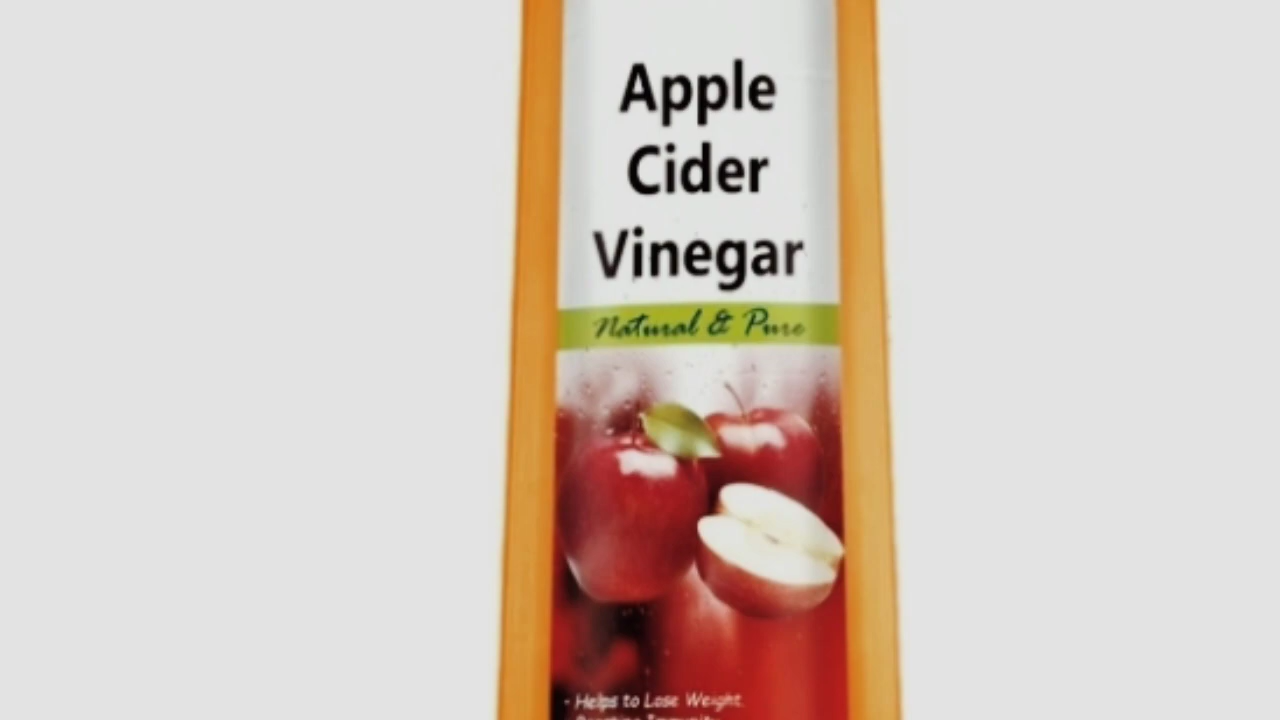 Apple
Cider
Vinegar
Natural & Pure
- Helps to Lose Weight.